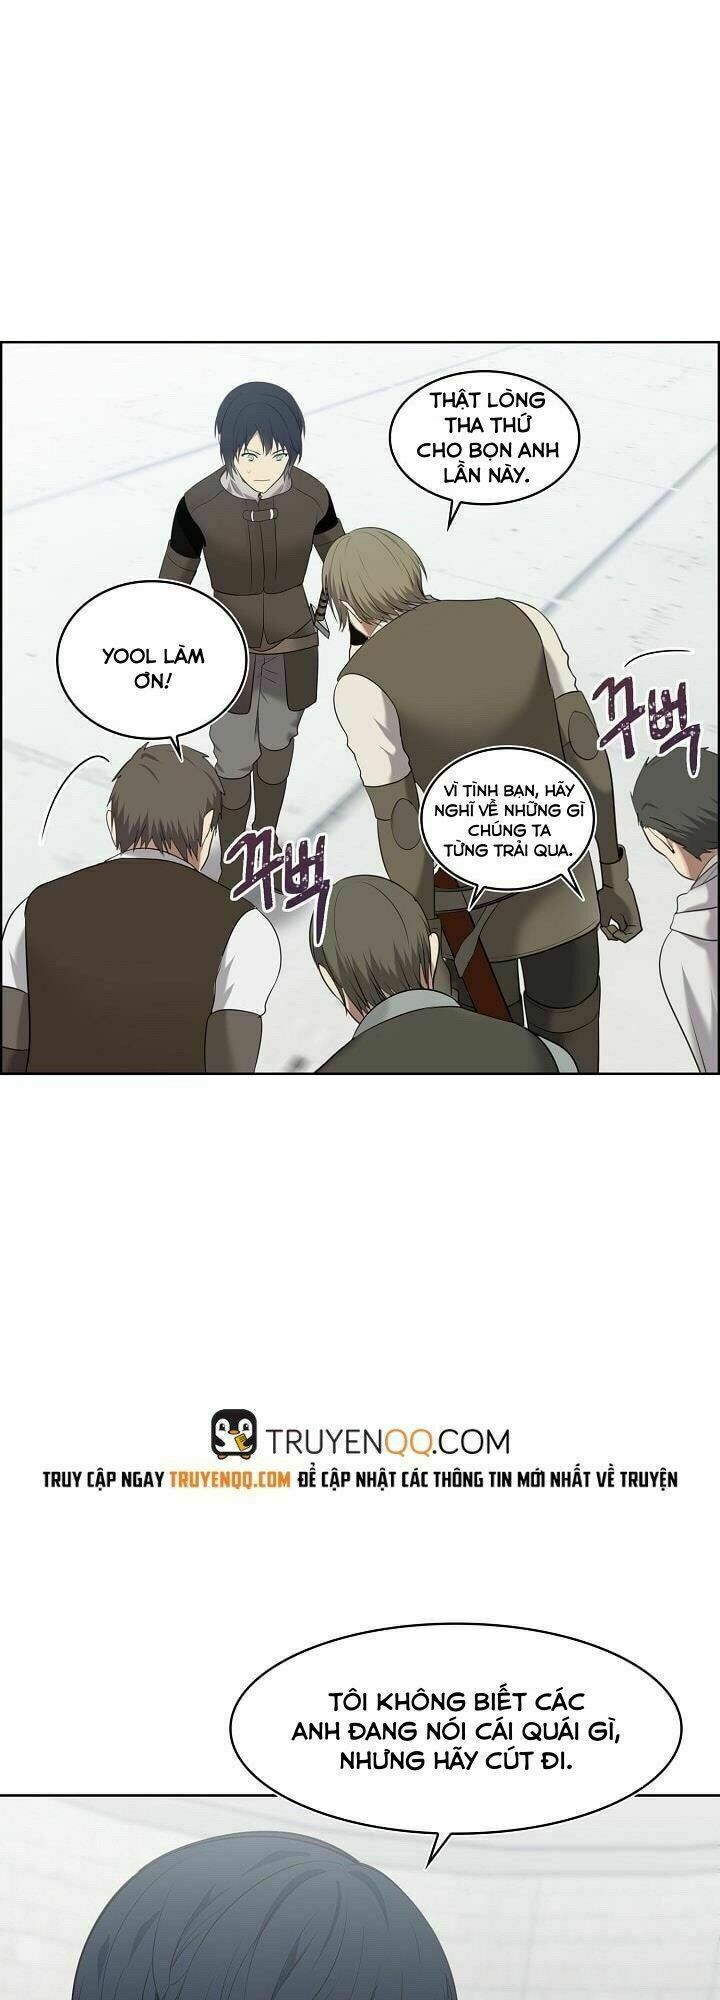 THẬT LÒNG
THA THỨ
CHO BỌN ANH
LẦN NÀY.
YOOL LÀM
ƠN!
꾸벅
VÌ TÌNH BẠN, HÃY
NGHĨ VỀ NHỮNG GÌ
CHÚNG TA
TỪNG TRẢI QUA.
꾸벅
TRUYENQQ.COM
TRUY CẬP NGAY TRUYENQQ.COM ĐỂ CẬP NHẬT CÁC THÔNG TIN MỚI NHẤT VỀ TRUYỆN
TÔI KHÔNG BIẾT CÁC
ANH ĐANG NÓI CÁI QUÁI GÌ,
NHƯNG HÃY CÚT ĐI.